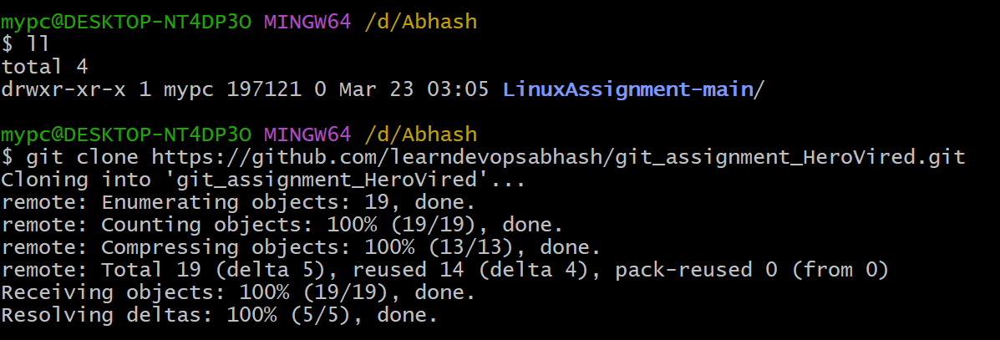 mypc@DESKTOP-NT4DP3O MINGW64 /d/Abhash
$ ll
total 4
drwxr-xr-x 1 mypc 197121 0 Mar 23 03:05 LinuxAssignment-main/
mypc@DESKTOP-NT4DP3O MINGW64 /d/Abhash
$ git clone https://github.com/learndevopsabhash/git_assignment_HeroVired.git
Cloning into 'git_assignment_HeroVired'...
remote: Enumerating objects: 19, done.
remote: Counting objects: 100% (19/19), done.
remote: Compressing objects: 100% (13/13), done.
remote: Total 19 (delta 5), reused 14 (delta 4), pack-reused 0 (from 0)
Receiving objects: 100% (19/19), done.
Resolving deltas: 100% (5/5), done.